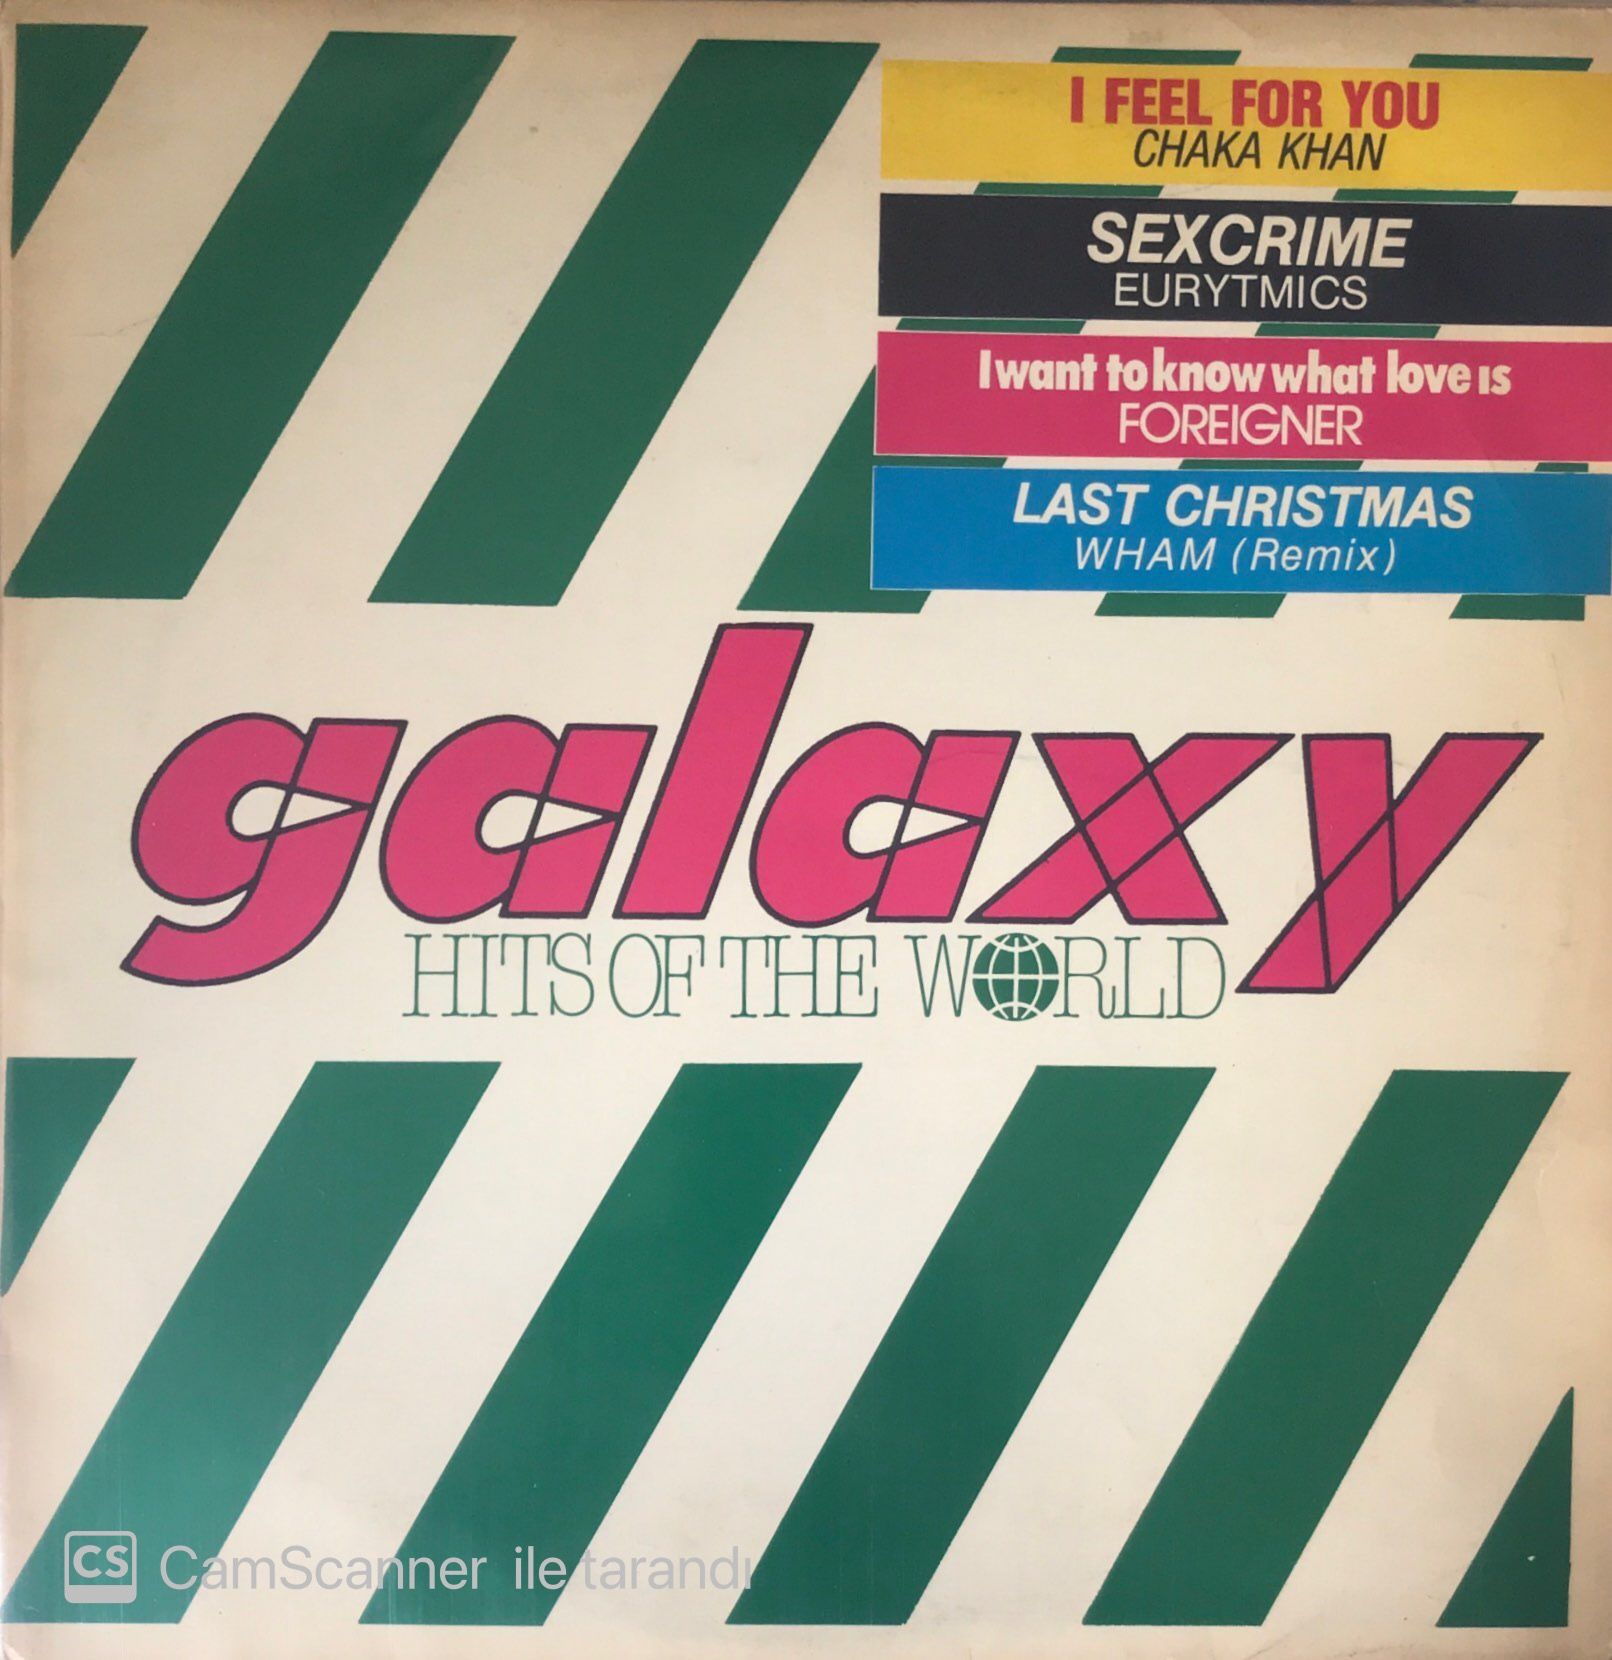 I FEEL FOR YOU
CHAKA KHAN
SEXCRIME
EURYTMICS
I want to know what love is
FOREIGNER
LAST CHRISTMAS
WHAM (Remix)
galaxy
HITS OF THE WORLD
CS CamScanner ile tarandı